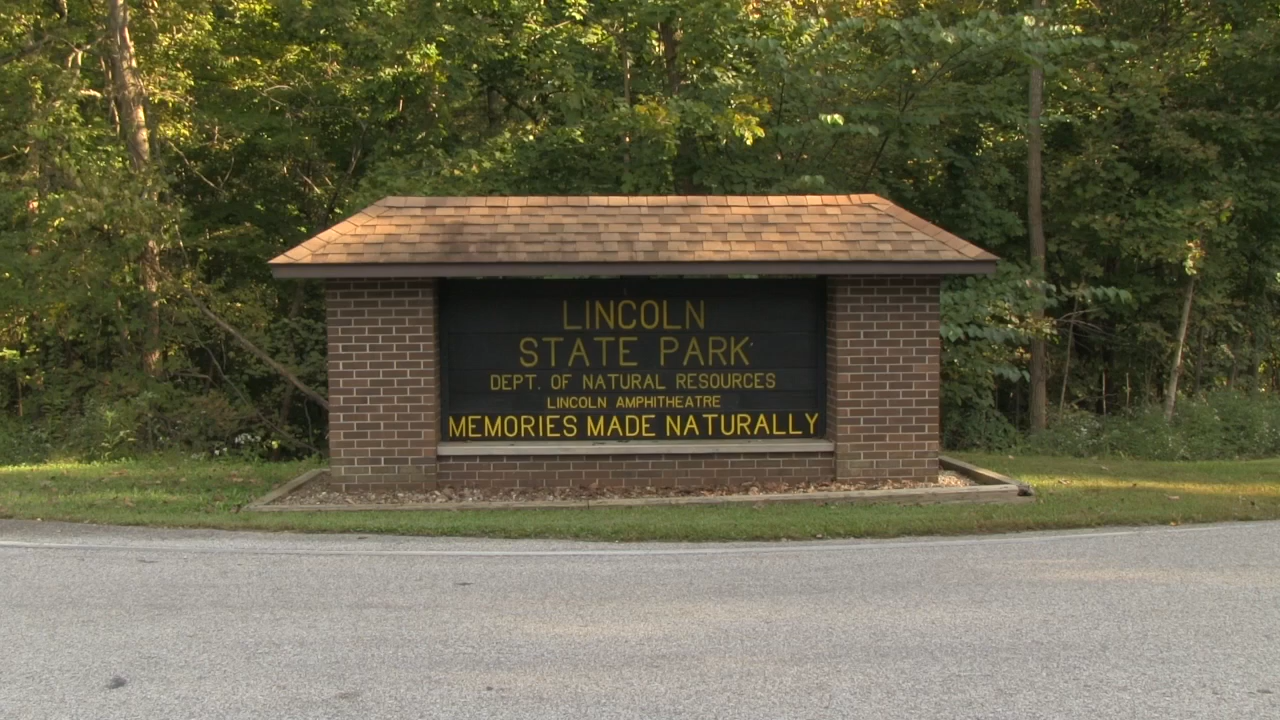 LINCOLN
STATE PARK
DEPT. OF NATURAL RESOURCES
LINCOLN AMPHITHEATRE
MEMORIES MADE NATURALLY